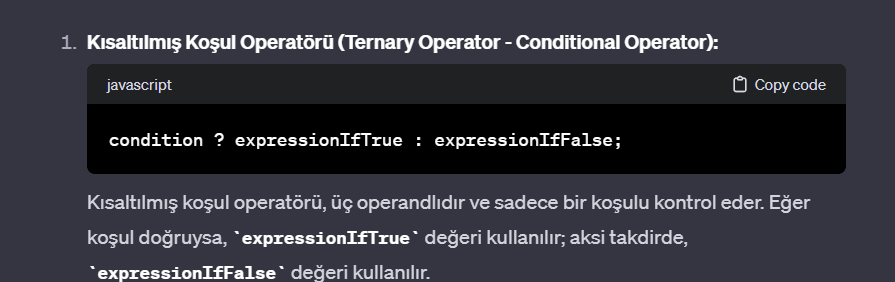 1. Kısaltılmış Koşul Operatörü (Ternary Operator - Conditional Operator):
javascript
Copy code
condition ? expressionIfTrue : expressionIfFalse;
Kısaltılmış koşul operatörü, üç operandlıdır ve sadece bir koşulu kontrol eder. Eğer
koşul doğruysa, `expressionIfTrue` değeri kullanılır; aksi takdirde,
`expressionIfFalse` değeri kullanılır.